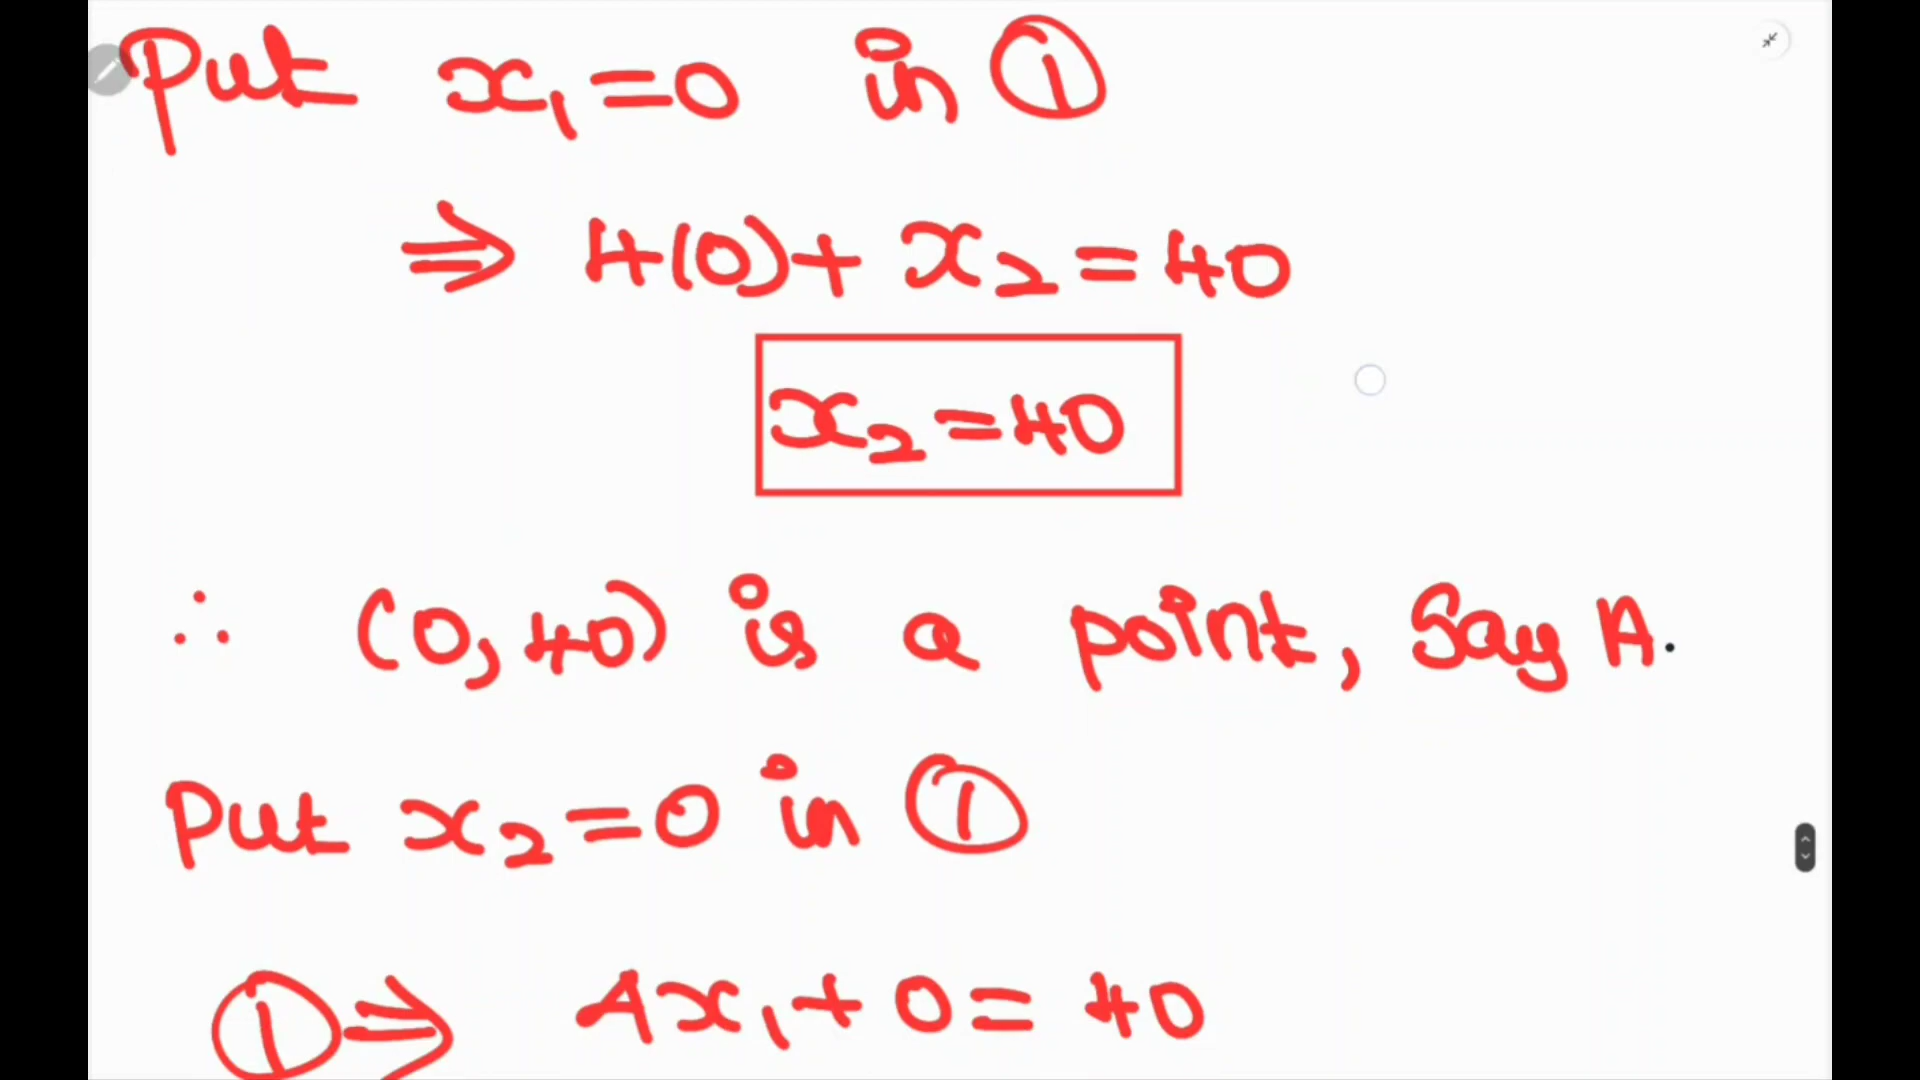 Put x₁=0 in ①
⇒ 4(0)+ x₂=40
x₂=40
∴ (0,40) is a point, Say A.
Put x₂=0 in ①
①⇒ 4x₁+0=40